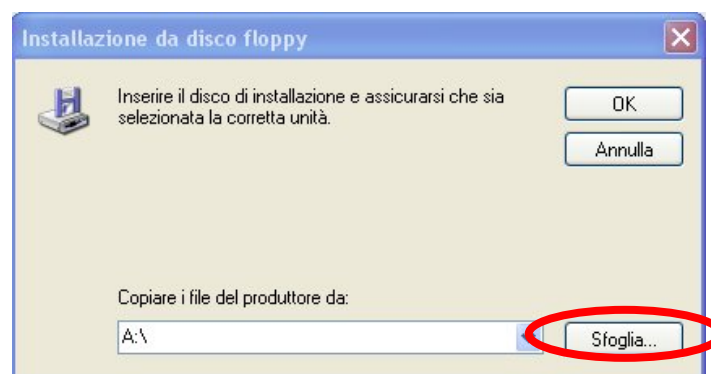 Installazione da disco floppy
Inserire il disco di installazione e assicurarsi che sia
selezionata la corretta unità.
OK
Annulla
Copiare i file del produttore da:
A:\
Sfoglia...